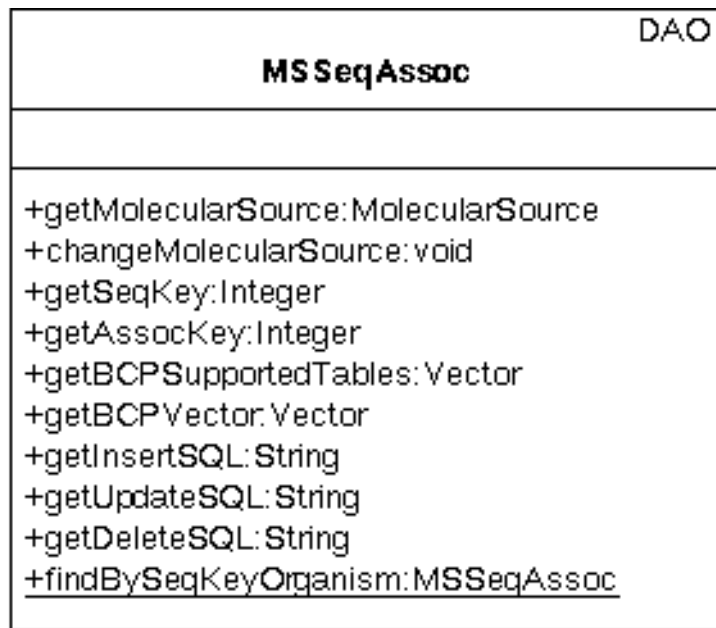 DAO
MSSeqAssoc
+getMolecularSource:MolecularSource
+changeMolecularSource:void
+getSeqKey:Integer
+getAssocKey:Integer
+getBCPSupportedTables:Vector
+getBCPVector:Vector
+getInsertSQL:String
+getUpdateSQL:String
+getDeleteSQL:String
+findBySeqKeyOrganism:MSSeqAssoc